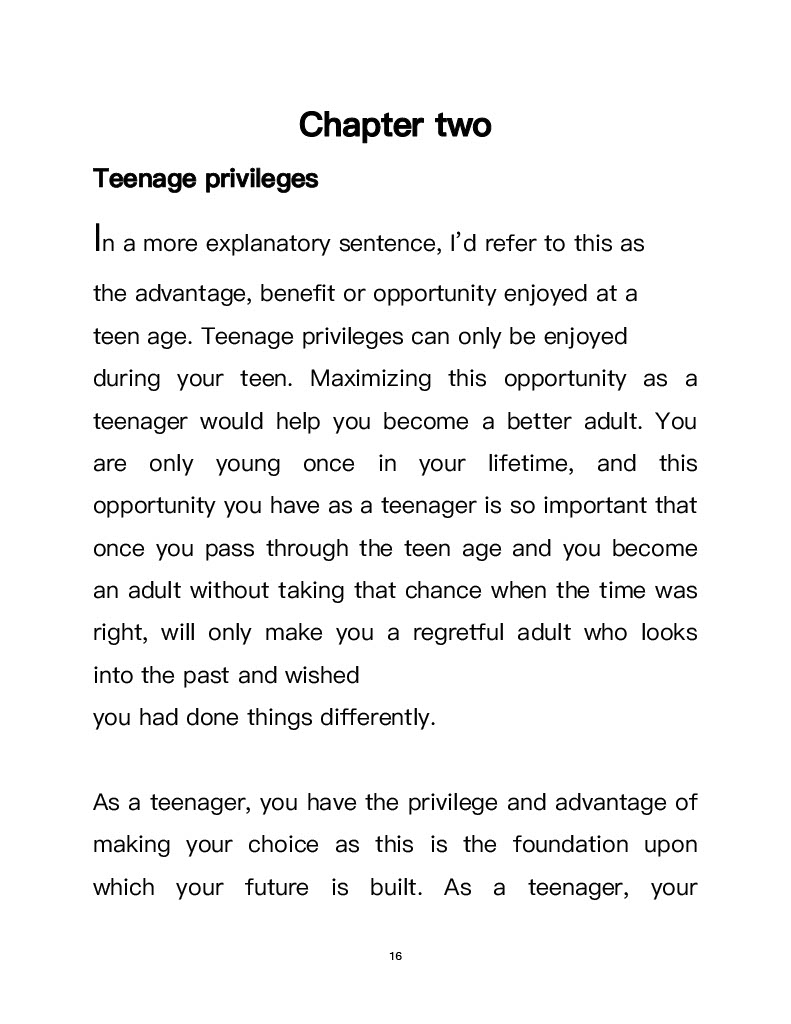 Chapter two
Teenage privileges
In a more explanatory sentence, I’d refer to this as
the advantage, benefit or opportunity enjoyed at a
teen age. Teenage privileges can only be enjoyed
during your teen. Maximizing this opportunity as a
teenager would help you become a better adult. You
are only young once in your lifetime, and this
opportunity you have as a teenager is so important that
once you pass through the teen age and you become
an adult without taking that chance when the time was
right, will only make you a regretful adult who looks
into the past and wished
you had done things differently.
As a teenager, you have the privilege and advantage of
making your choice as this is the foundation upon
which your future is built. As a teenager, your
16